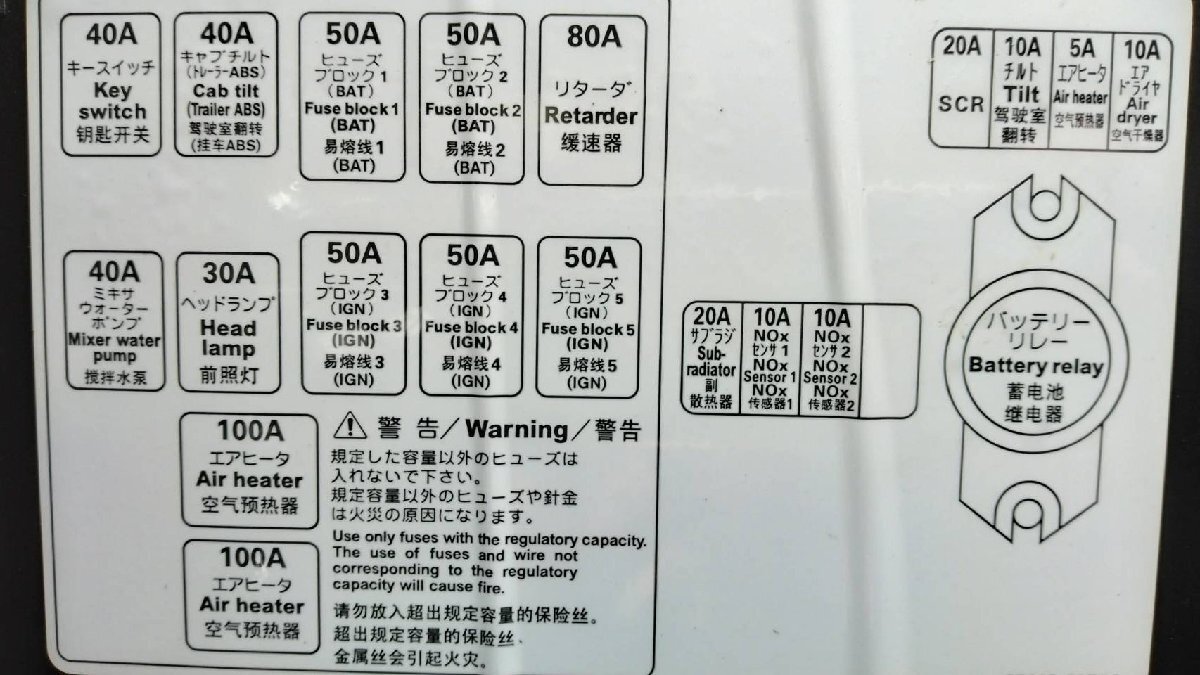 40A
キースイッチ
Key
switch
钥匙开关
40A
キャブチルト
(トレーラーABS)
Cab tilt
(Trailer ABS)
驾驶室翻转
(挂车ABS)
50A
ヒューズ
ブロック1
(BAT)
Fuse block1
(BAT)
易熔线1
(BAT)
50A
ヒューズ
ブロック2
(BAT)
Fuse block2
(BAT)
易熔线2
(BAT)
80A
リターダ
Retarder
缓速器
20A
SCR
10A
チルト
Tilt
驾驶室
翻转
5A
エアヒータ
Air heater
空气预热器
10A
エア
ドライヤ
Air
dryer
空气干燥器
40A
ミキサ
ウォーター
ポンプ
Mixer water
pump
搅拌水泵
30A
ヘッドランプ
Head
lamp
前照灯
50A
ヒューズ
ブロック3
(IGN)
Fuse block3
(IGN)
易熔线3
(IGN)
50A
ヒューズ
ブロック4
(IGN)
Fuse block4
(IGN)
易熔线4
(IGN)
50A
ヒューズ
ブロック5
(IGN)
Fuse block5
(IGN)
易熔线5
(IGN)
20A
サブラジ
Sub-
radiator
副
散热器
10A
NOx
センサ1
NOx
Sensor1
NOx
传感器1
10A
NOx
センサ2
NOx
Sensor2
NOx
传感器2
バッテリー
リレー
Battery relay
蓄电池
继电器
100A
エアヒータ
Air heater
空气预热器
100A
エアヒータ
Air heater
空气预热器
⚠ 警 告/Warning/警告
規定した容量以外のヒューズは
入れないで下さい。
規定容量以外のヒューズや針金
は火災の原因になります。
Use only fuses with the regulatory capacity.
The use of fuses and wire not
corresponding to the regulatory
capacity will cause fire.
请勿放入超出规定容量的保险丝。
超出规定容量的保险丝、
金属丝会引起火灾。